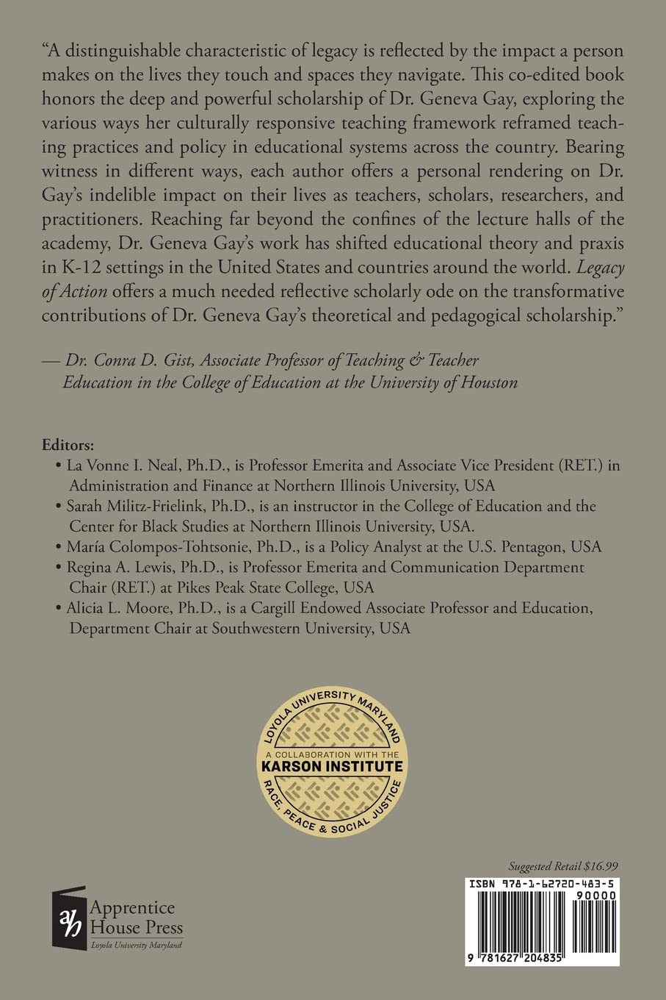 “A distinguishable characteristic of legacy is reflected by the impact a person
makes on the lives they touch and spaces they navigate. This co-edited book
honors the deep and powerful scholarship of Dr. Geneva Gay, exploring the
various ways her culturally responsive teaching framework reframed teach-
ing practices and policy in educational systems across the country. Bearing
witness in different ways, each author offers a personal rendering on Dr.
Gay’s indelible impact on their lives as teachers, scholars, researchers, and
practitioners. Reaching far beyond the confines of the lecture halls of the
academy, Dr. Geneva Gay’s work has shifted educational theory and praxis
in K-12 settings in the United States and countries around the world. Legacy
of Action offers a much needed reflective scholarly ode on the transformative
contributions of Dr. Geneva Gay’s theoretical and pedagogical scholarship.”
— Dr. Conra D. Gist, Associate Professor of Teaching & Teacher
Education in the College of Education at the University of Houston
Editors:
• La Vonne I. Neal, Ph.D., is Professor Emerita and Associate Vice President (RET.) in
Administration and Finance at Northern Illinois University, USA
• Sarah Militz-Frielink, Ph.D., is an instructor in the College of Education and the
Center for Black Studies at Northern Illinois University, USA.
• María Colompos-Tohtsonie, Ph.D., is a Policy Analyst at the U.S. Pentagon, USA
• Regina A. Lewis, Ph.D., is Professor Emerita and Communication Department
Chair (RET.) at Pikes Peak State College, USA
• Alicia L. Moore, Ph.D., is a Cargill Endowed Associate Professor and Education,
Department Chair at Southwestern University, USA
LOYOLA UNIVERSITY MARYLAND
A COLLABORATION WITH THE
KARSON INSTITUTE
RACE, PEACE & SOCIAL JUSTICE
Suggested Retail $16.99
ISBN 978-1-62720-483-5
90000
9 781627 204835
ah
Apprentice
House Press
Loyola University Maryland